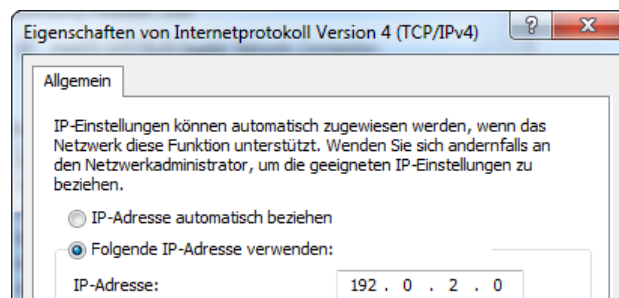 Eigenschaften von Internetprotokoll Version 4 (TCP/IPv4)
Allgemein
IP-Einstellungen können automatisch zugewiesen werden, wenn das
Netzwerk diese Funktion unterstützt. Wenden Sie sich andernfalls an
den Netzwerkadministrator, um die geeigneten IP-Einstellungen zu
beziehen.
IP-Adresse automatisch beziehen
Folgende IP-Adresse verwenden:
IP-Adresse: 192 . 0 . 2 . 0